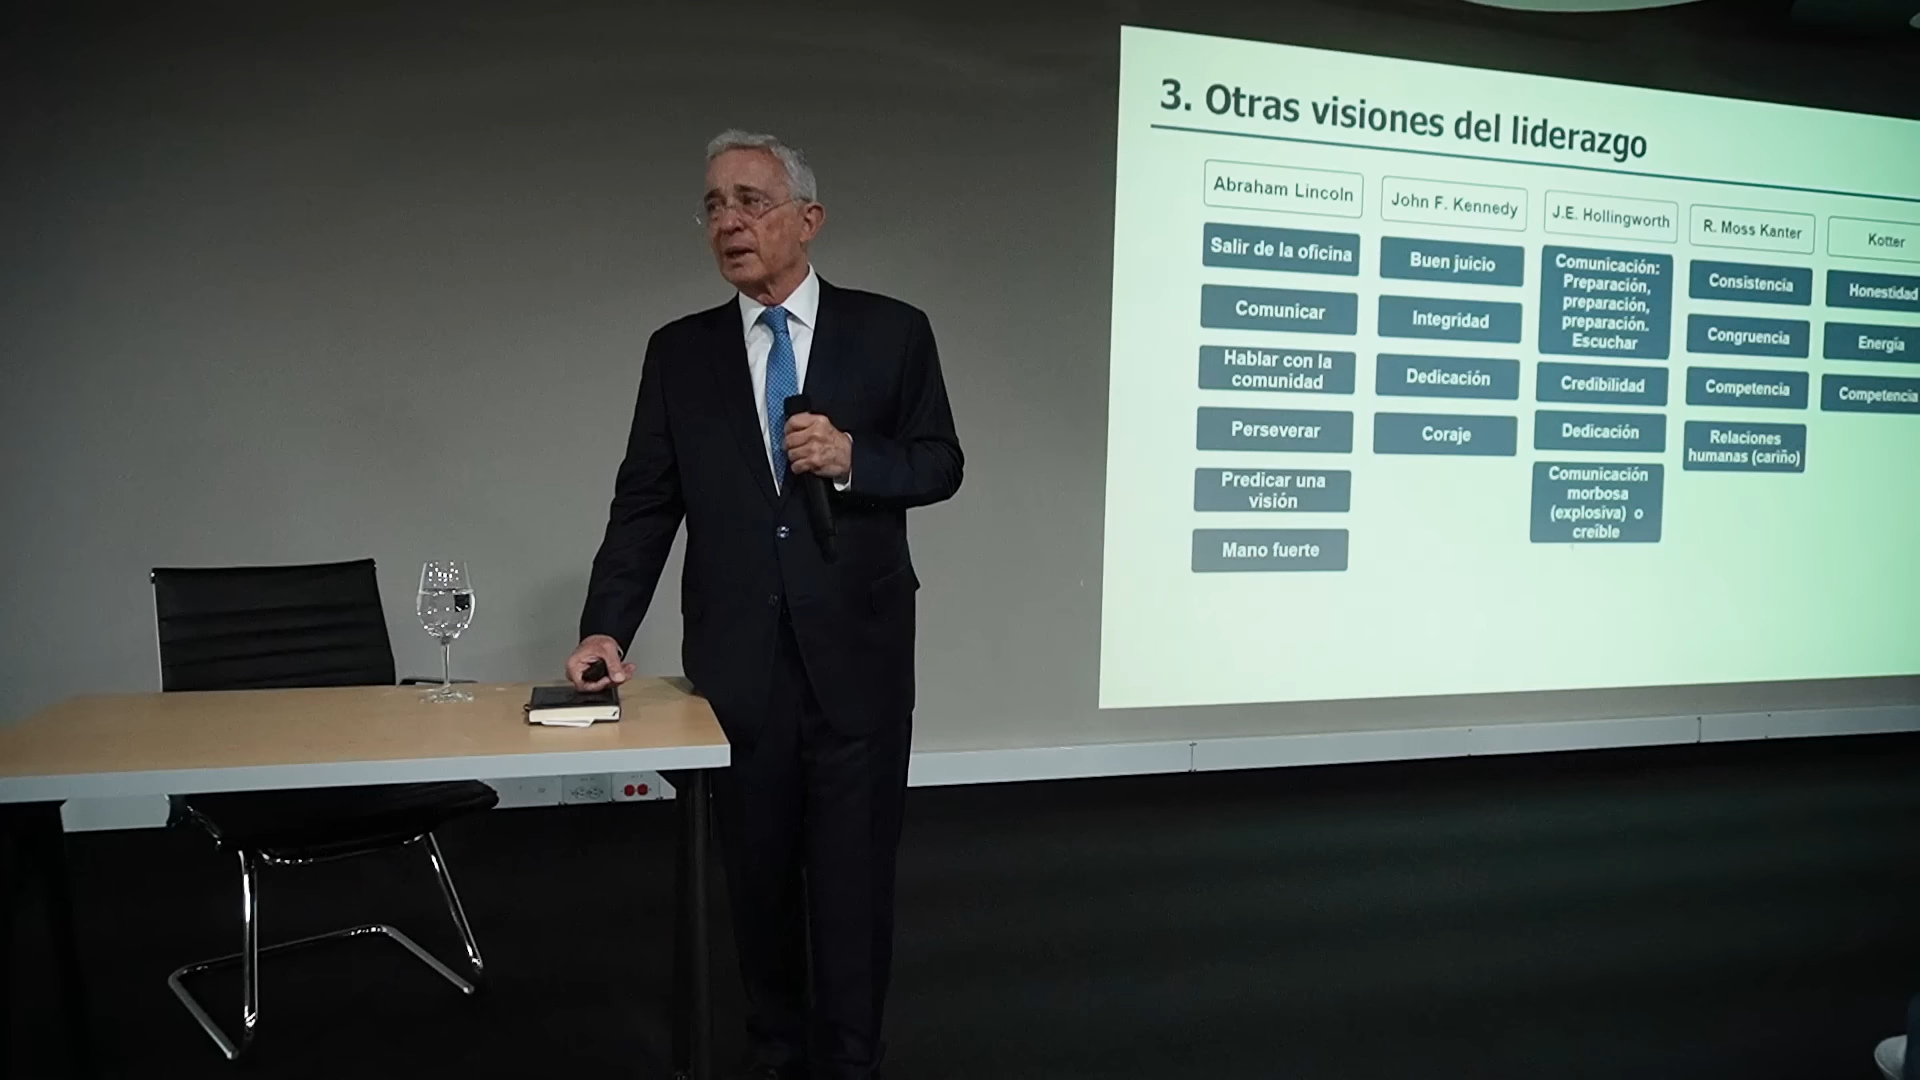 3. Otras visiones del liderazgo
Abraham Lincoln
Salir de la oficina
Comunicar
Hablar con la
comunidad
Perseverar
Predicar una
visión
Mano fuerte
John F. Kennedy
Buen juicio
Integridad
Dedicación
Coraje
J.E. Hollingworth
Comunicación:
Preparación,
preparación,
preparación.
Escuchar
Credibilidad
Dedicación
Comunicación
morbosa
(explosiva) o
creíble
R. Moss Kanter
Consistencia
Congruencia
Competencia
Relaciones
humanas (cariño)
Kotter
Honestidad
Energía
Competencia